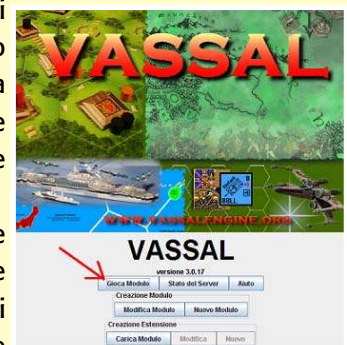 VASSAL
WWW.VASSALENGINE.ORG
VASSAL
versione 3.0.17
Gioca Modulo Stato del Server Aiuto
Creazione Modulo
Modifica Modulo Nuovo Modulo
Creazione Estensione
Carica Modulo Modifica Nuovo